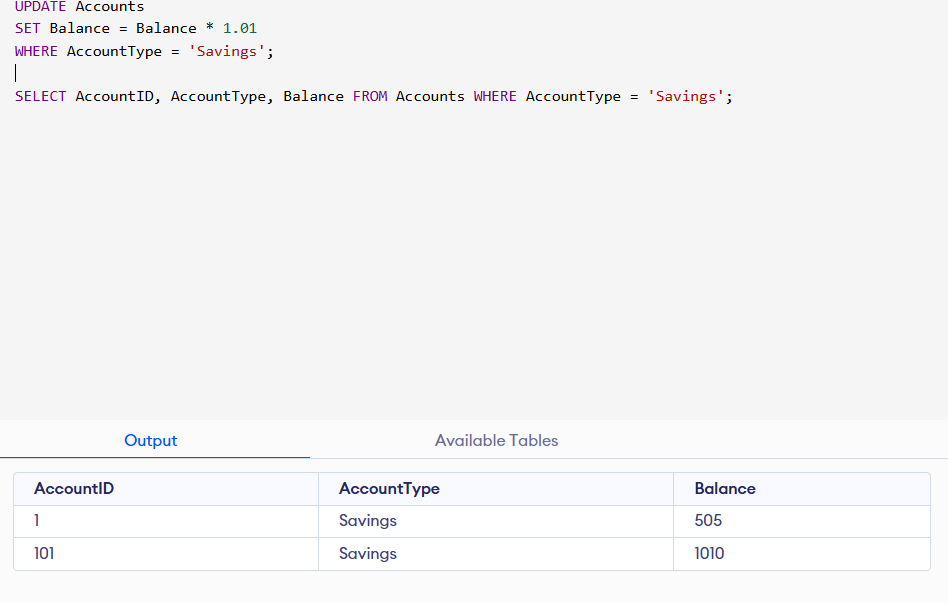 UPDATE Accounts
SET Balance = Balance * 1.01
WHERE AccountType = 'Savings';
SELECT AccountID, AccountType, Balance FROM Accounts WHERE AccountType = 'Savings';
Output Available Tables
AccountID AccountType Balance
1 Savings 505
101 Savings 1010